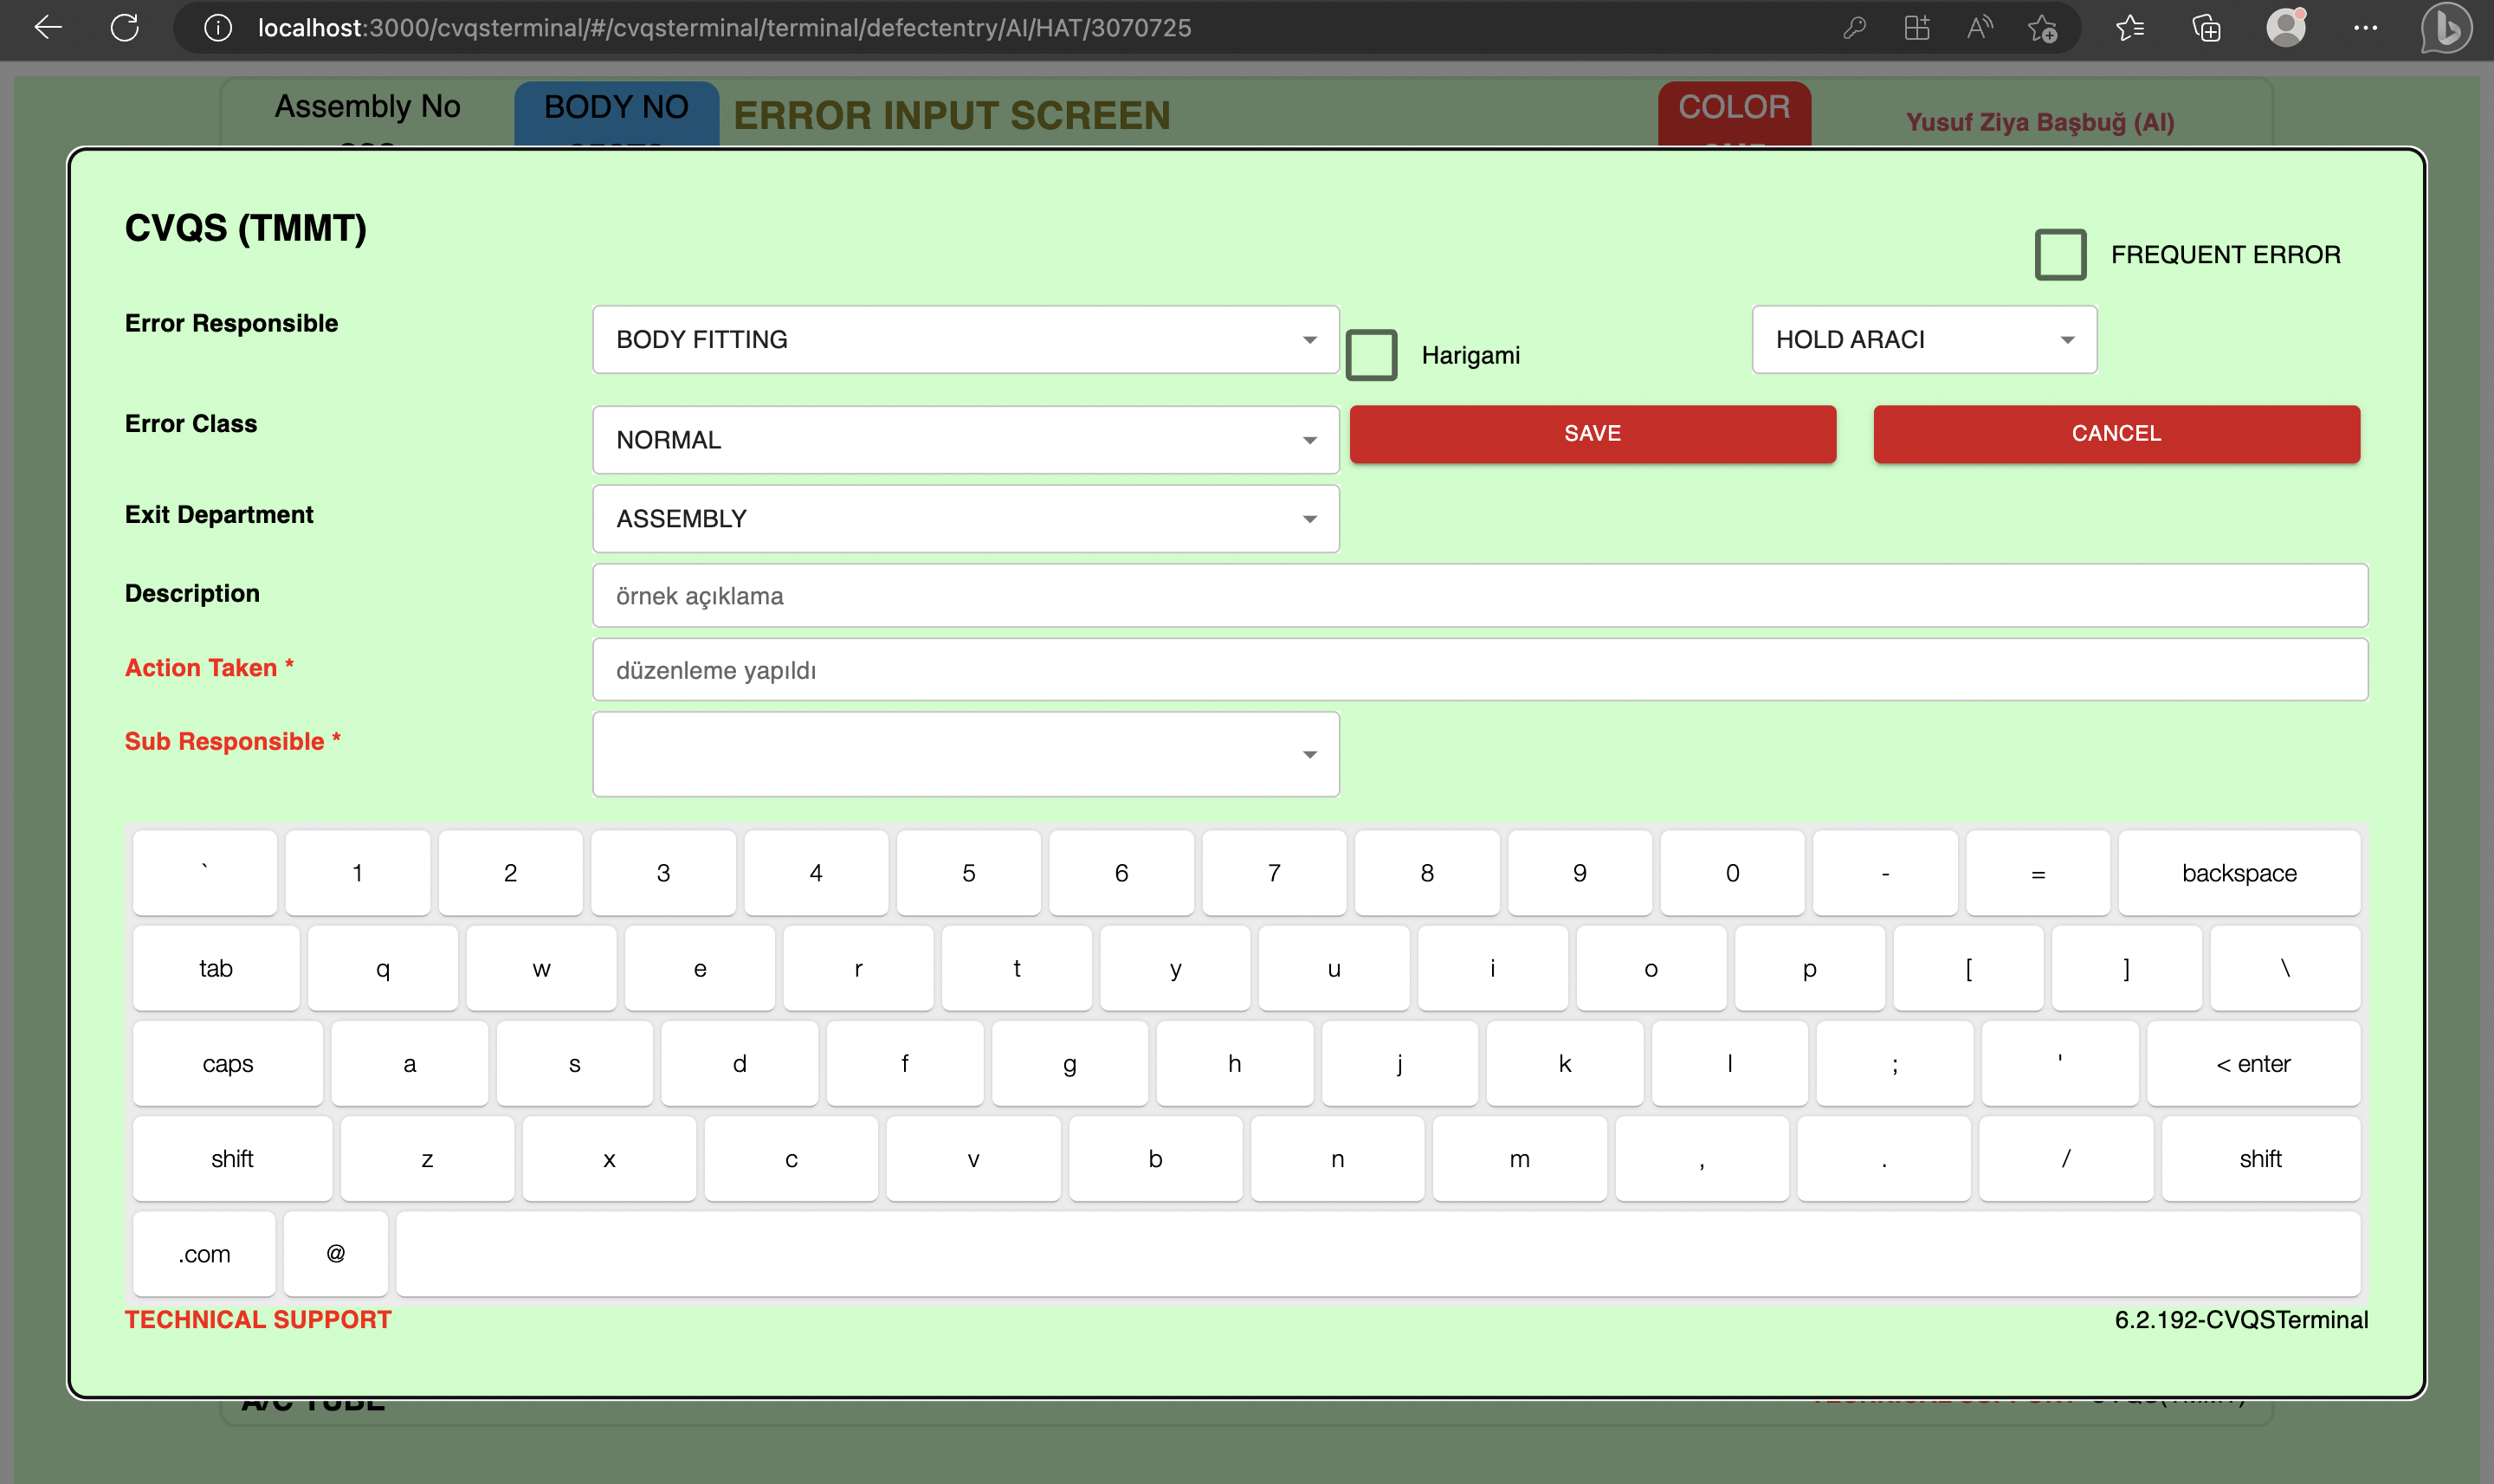 localhost:3000/cvqsterminal/#/cvqsterminal/terminal/defectentry/AI/HAT/3070725
Assembly No
BODY NO
ERROR INPUT SCREEN
COLOR
Yusuf Ziya Başbuğ (AI)
CVQS (TMMT)
FREQUENT ERROR
Error Responsible
BODY FITTING
Harigami
HOLD ARACI
Error Class
NORMAL
SAVE
CANCEL
Exit Department
ASSEMBLY
Description
örnek açıklama
Action Taken *
düzenleme yapıldı
Sub Responsible *
` 1 2 3 4 5 6 7 8 9 0 - = backspace
tab q w e r t y u i o p [ ] \
caps a s d f g h j k l ; ' < enter
shift z x c v b n m , . / shift
.com @
TECHNICAL SUPPORT
6.2.192-CVQSTerminal
A/C TUBE